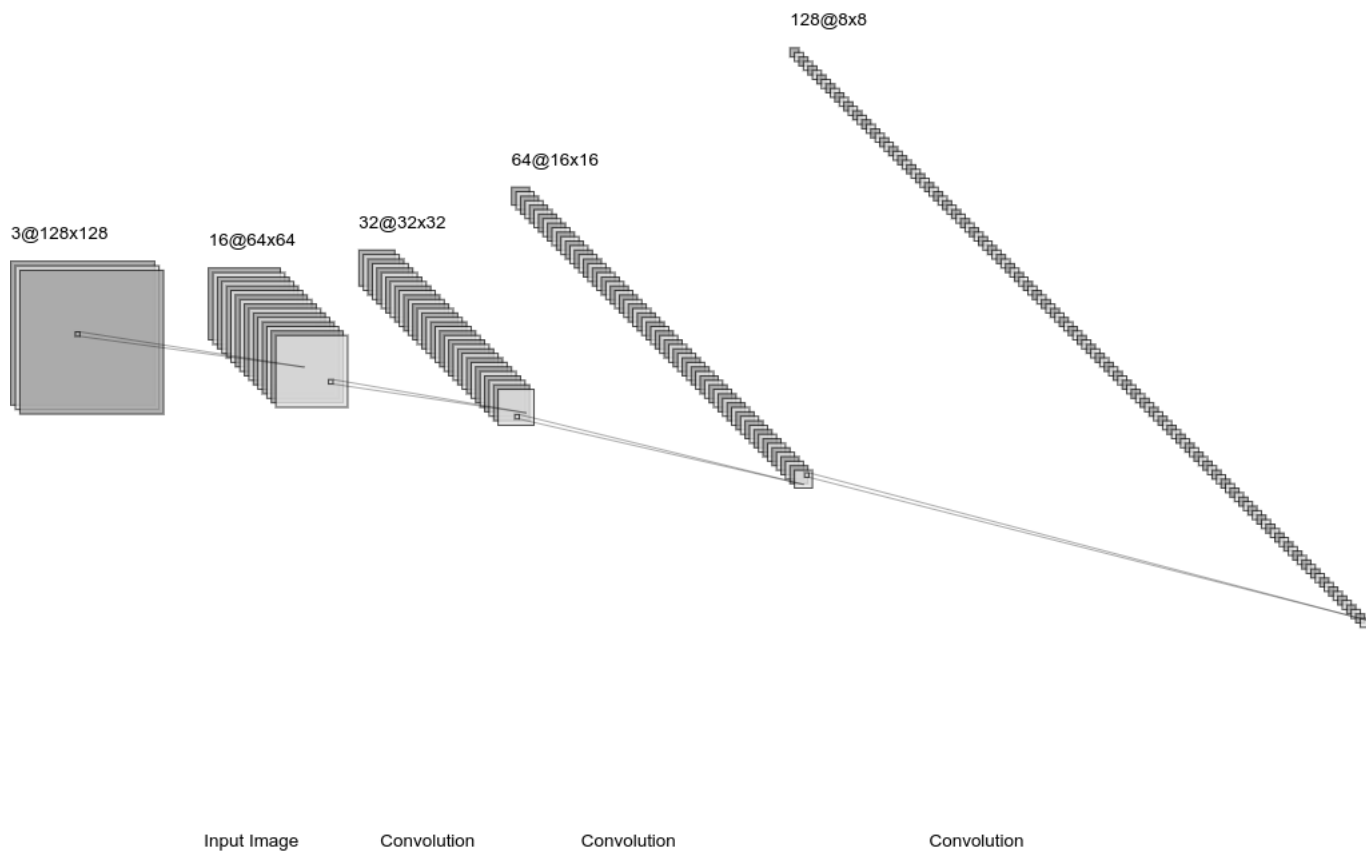 128@8x8
64@16x16
32@32x32
3@128x128
16@64x64
Input Image
Convolution
Convolution
Convolution